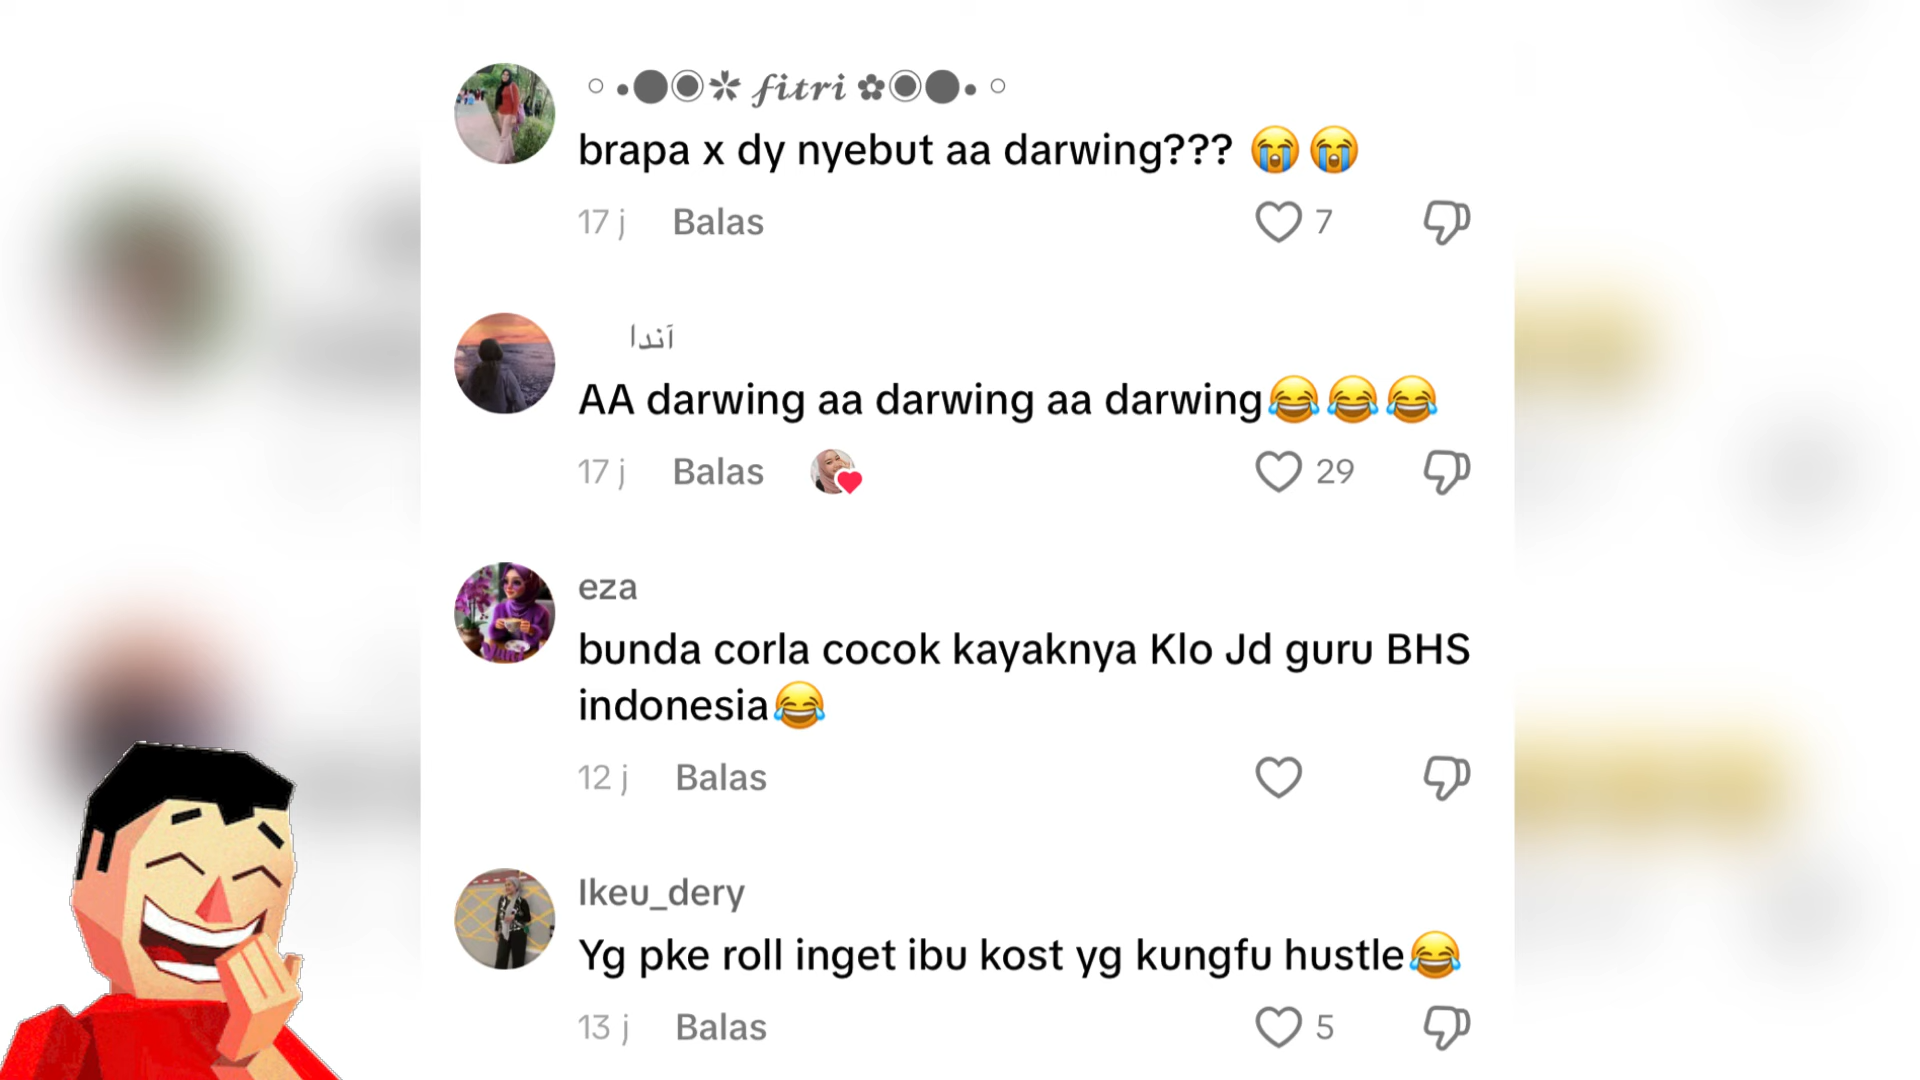 ◦ •●◉✿ 𝒻𝒾𝓉𝓇𝒾 ✿◉●• ◦
brapa x dy nyebut aa darwing??? 😭😭
17 j Balas 7
آندا
AA darwing aa darwing aa darwing😂😂😂
17 j Balas 29
eza
bunda corla cocok kayaknya Klo Jd guru BHS
indonesia😂
12 j Balas
Ikeu_dery
Yg pke roll inget ibu kost yg kungfu hustle😂
13 j Balas 5